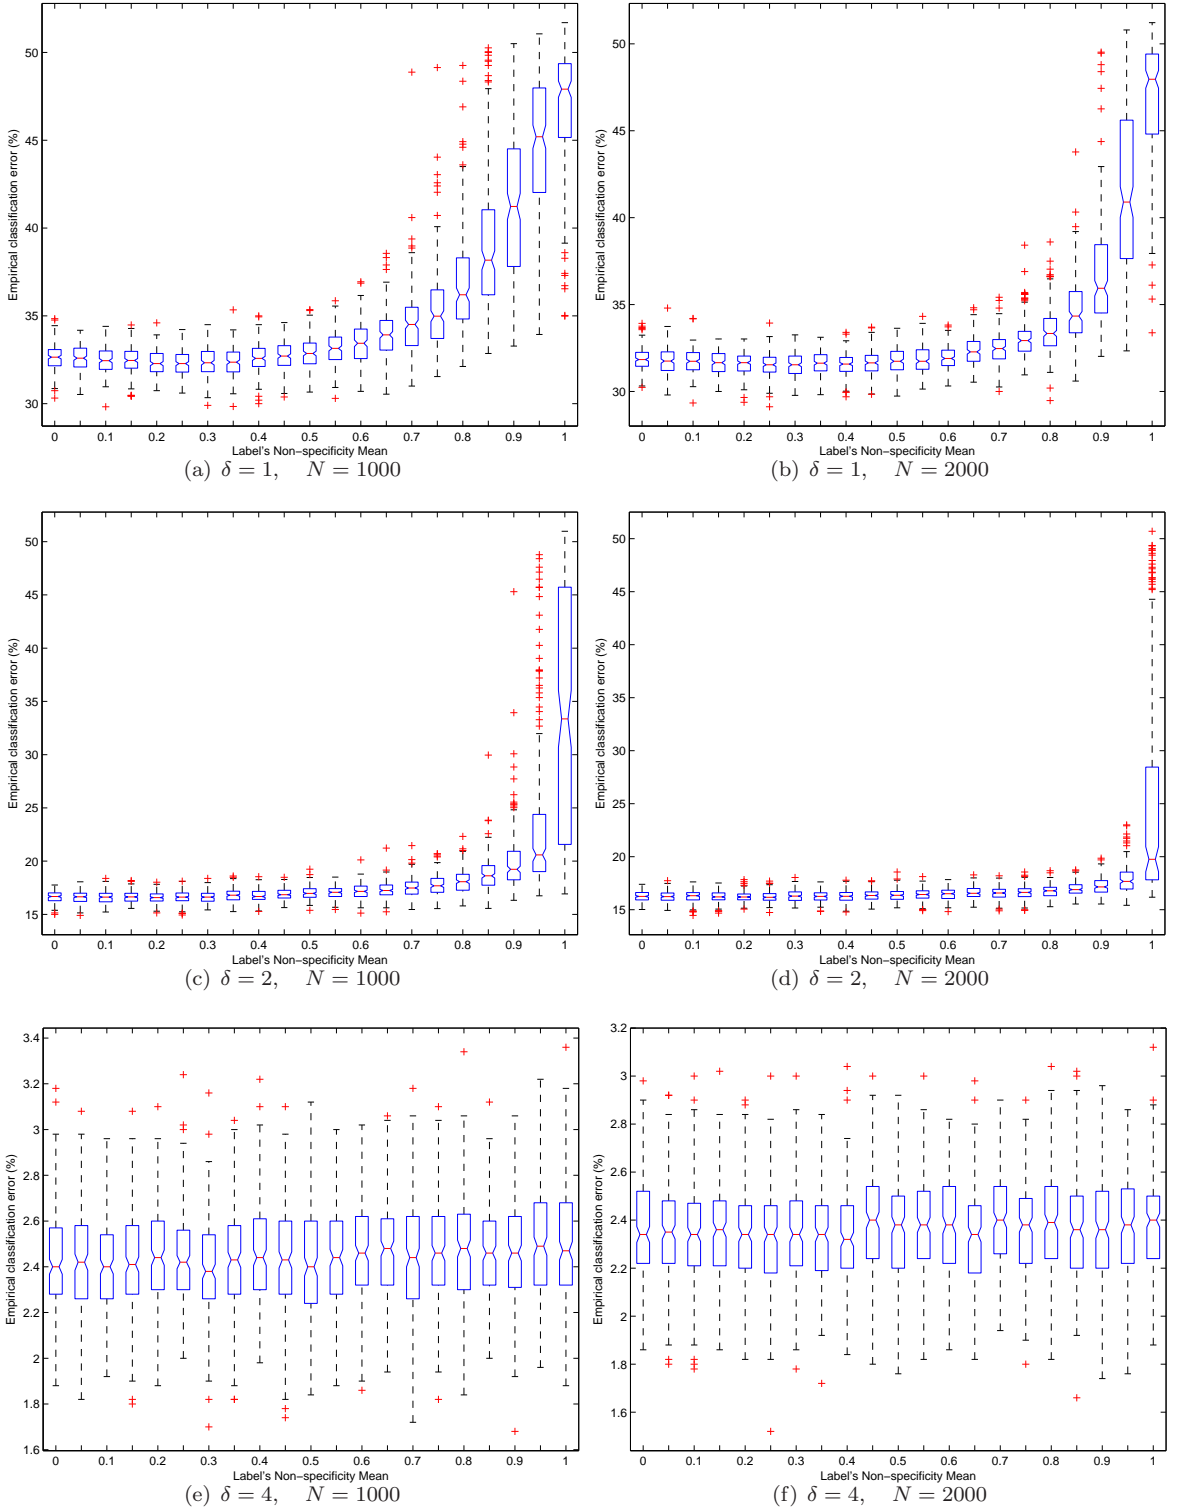 50
45
40
35
30
Empirical classification error (%)
0 0.1 0.2 0.3 0.4 0.5 0.6 0.7 0.8 0.9 1
Label's Non−specificity Mean
(a) δ = 1, N = 1000
50
45
40
35
30
Empirical classification error (%)
0 0.1 0.2 0.3 0.4 0.5 0.6 0.7 0.8 0.9 1
Label's Non−specificity Mean
(b) δ = 1, N = 2000
50
45
40
35
30
25
20
15
Empirical classification error (%)
0 0.1 0.2 0.3 0.4 0.5 0.6 0.7 0.8 0.9 1
Label's Non−specificity Mean
(c) δ = 2, N = 1000
50
45
40
35
30
25
20
15
Empirical classification error (%)
0 0.1 0.2 0.3 0.4 0.5 0.6 0.7 0.8 0.9 1
Label's Non−specificity Mean
(d) δ = 2, N = 2000
3.4
3.2
3
2.8
2.6
2.4
2.2
2
1.8
1.6
Empirical classification error (%)
0 0.1 0.2 0.3 0.4 0.5 0.6 0.7 0.8 0.9 1
Label's Non−specificity Mean
(e) δ = 4, N = 1000
3.2
3
2.8
2.6
2.4
2.2
2
1.8
1.6
Empirical classification error (%)
0 0.1 0.2 0.3 0.4 0.5 0.6 0.7 0.8 0.9 1
Label's Non−specificity Mean
(f) δ = 4, N = 2000